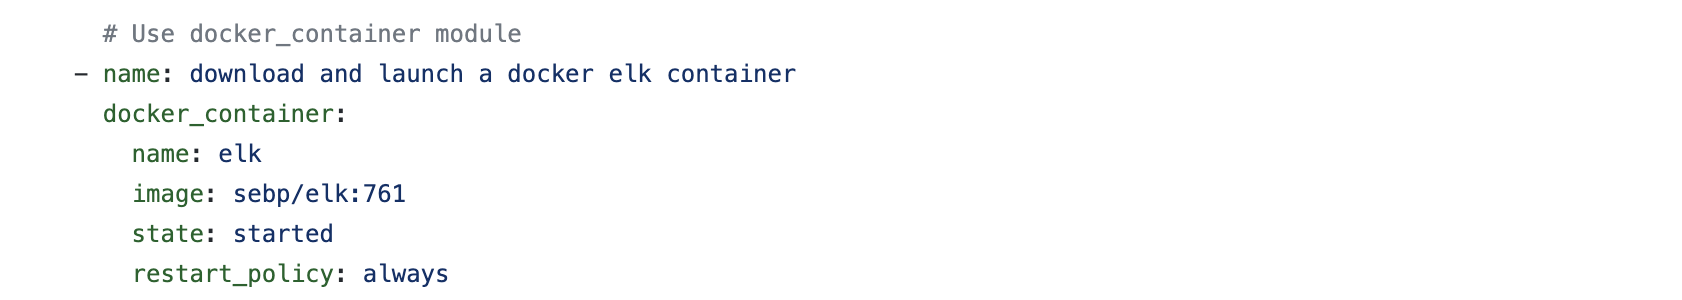 # Use docker_container module
- name: download and launch a docker elk container
docker_container:
name: elk
image: sebp/elk:761
state: started
restart_policy: always